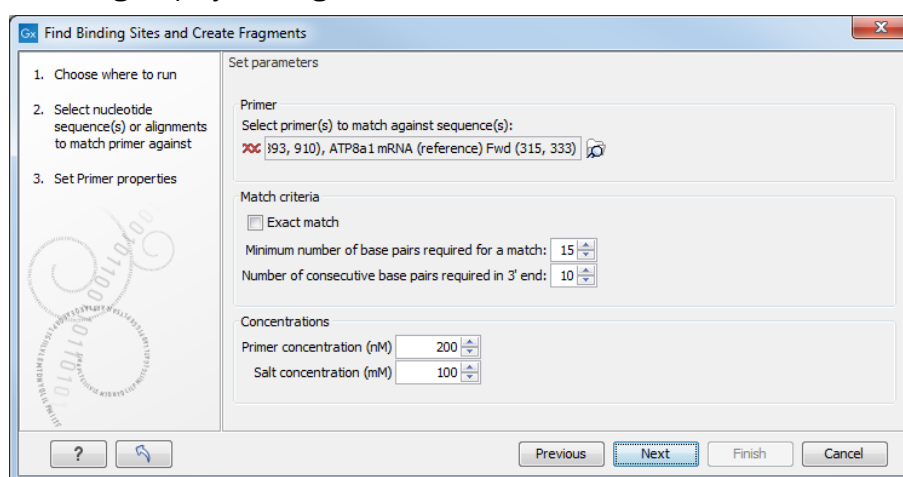 Gx Find Binding Sites and Create Fragments
1. Choose where to run
2. Select nucleotide
sequence(s) or alignments
to match primer against
3. Set Primer properties
Set parameters
Primer
Select primer(s) to match against sequence(s):
393, 910), ATP8a1 mRNA (reference) Fwd (315, 333)
Match criteria
Exact match
Minimum number of base pairs required for a match: 15
Number of consecutive base pairs required in 3' end: 10
Concentrations
Primer concentration (nM) 200
Salt concentration (mM) 100
? Previous Next Finish Cancel